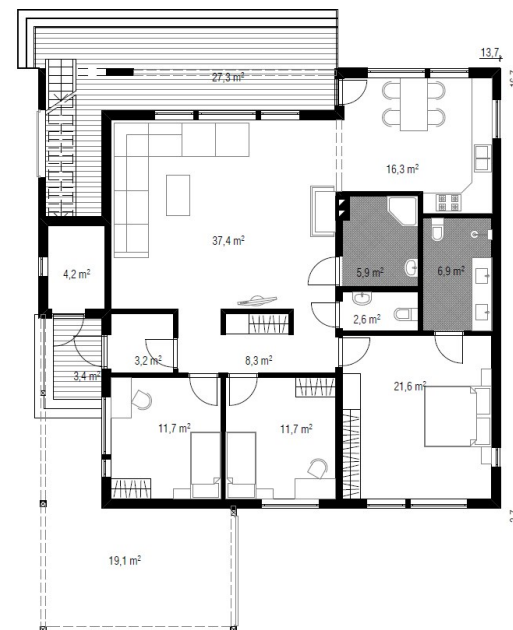 13,7
27,3 m²
16,3 m²
37,4 m²
5,9 m²
6,9 m²
4,2 m²
2,6 m²
3,2 m²
8,3 m²
3,4 m²
21,6 m²
11,7 m²
11,7 m²
19,1 m²